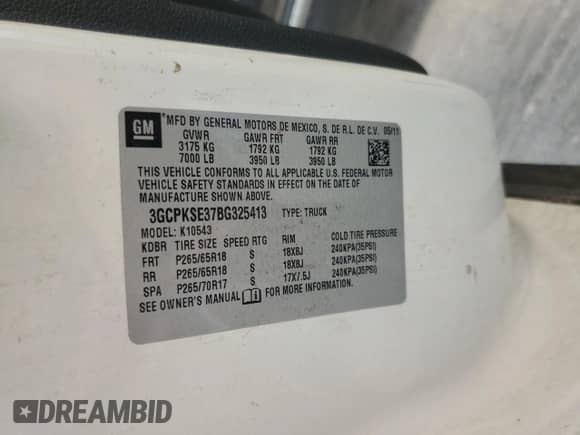 GM
*MFD BY GENERAL MOTORS DE MEXICO, S. DE R.L. DE C.V. 05/11
GVWR GAWR FRT GAWR RR
3175 KG 1792 KG 1792 KG
7000 LB 3950 LB 3950 LB
THIS VEHICLE CONFORMS TO ALL APPLICABLE U.S. FEDERAL MOTOR
VEHICLE SAFETY STANDARDS IN EFFECT ON THE DATE OF
MANUFACTURE SHOWN ABOVE.
3GCPKSE37BG325413 TYPE: TRUCK
MODEL: K10543
KDBR TIRE SIZE SPEED RTG RIM COLD TIRE PRESSURE
FRT P265/65R18 S 18X8J 240KPA(35PSI)
RR P265/65R18 S 18X8J 240KPA(35PSI)
SPA P265/70R17 S 17X7.5J 240KPA(35PSI)
SEE OWNER'S MANUAL FOR MORE INFORMATION.
DREAMBID